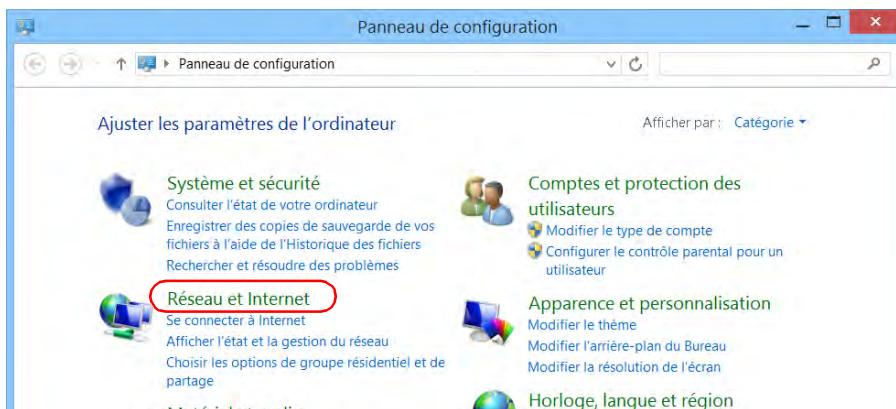 Panneau de configuration
Panneau de configuration
Ajuster les paramètres de l'ordinateur
Afficher par : Catégorie
Système et sécurité
Consulter l'état de votre ordinateur
Enregistrer des copies de sauvegarde de vos
fichiers à l'aide de l'Historique des fichiers
Rechercher et résoudre des problèmes
Réseau et Internet
Se connecter à Internet
Afficher l'état et la gestion du réseau
Choisir les options de groupe résidentiel et de
partage
Comptes et protection des
utilisateurs
Modifier le type de compte
Configurer le contrôle parental pour un
utilisateur
Apparence et personnalisation
Modifier le thème
Modifier l'arrière-plan du Bureau
Modifier la résolution de l'écran
Horloge, langue et région